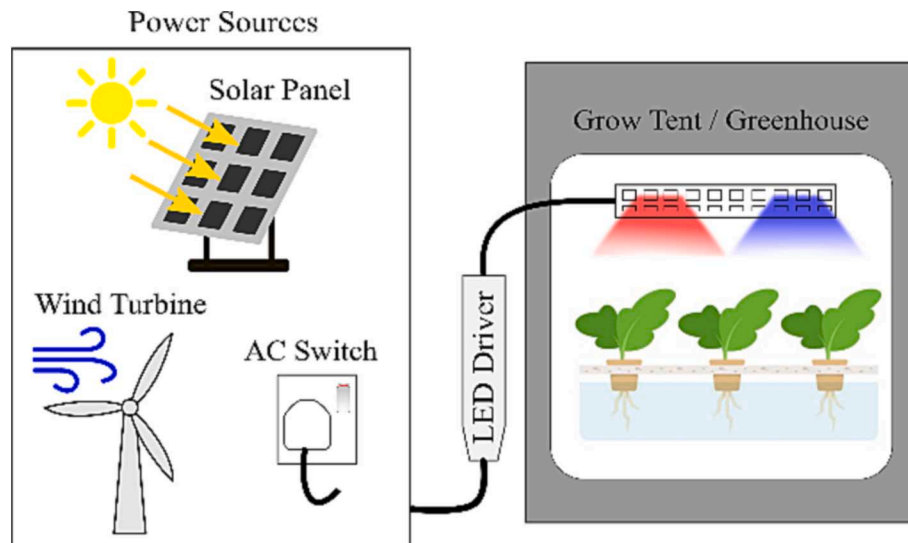 Power Sources
Solar Panel
Wind Turbine
AC Switch
LED Driver
Grow Tent / Greenhouse